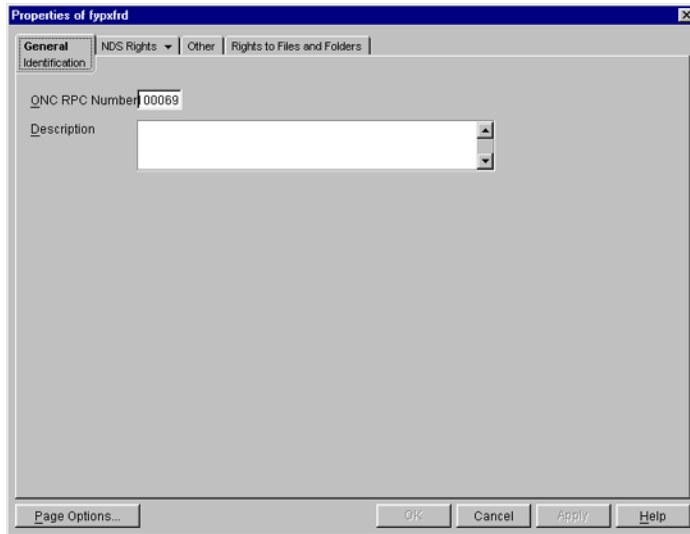 Properties of fypxfrd
General
NDS Rights
Other
Rights to Files and Folders
Identification
ONC RPC Number 00069
Description
Page Options...
OK
Cancel
Apply
Help